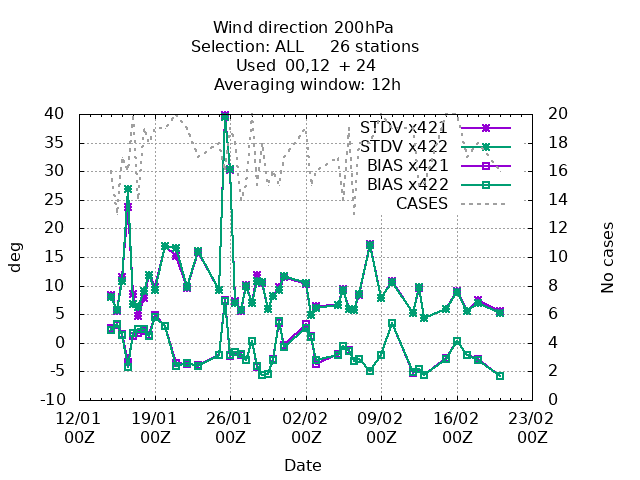 Wind direction 200hPa
Selection: ALL 26 stations
Used 00,12 + 24
Averaging window: 12h
40 20
35 18
30 16
25 14
20 12
15 10
10 8
5 6
0 4
-5 2
-10 0
STDV x421
STDV x422
BIAS x421
BIAS x422
CASES
deg
No cases
12/01 19/01 26/01 02/02 09/02 16/02 23/02
00Z 00Z 00Z 00Z 00Z 00Z 00Z
Date